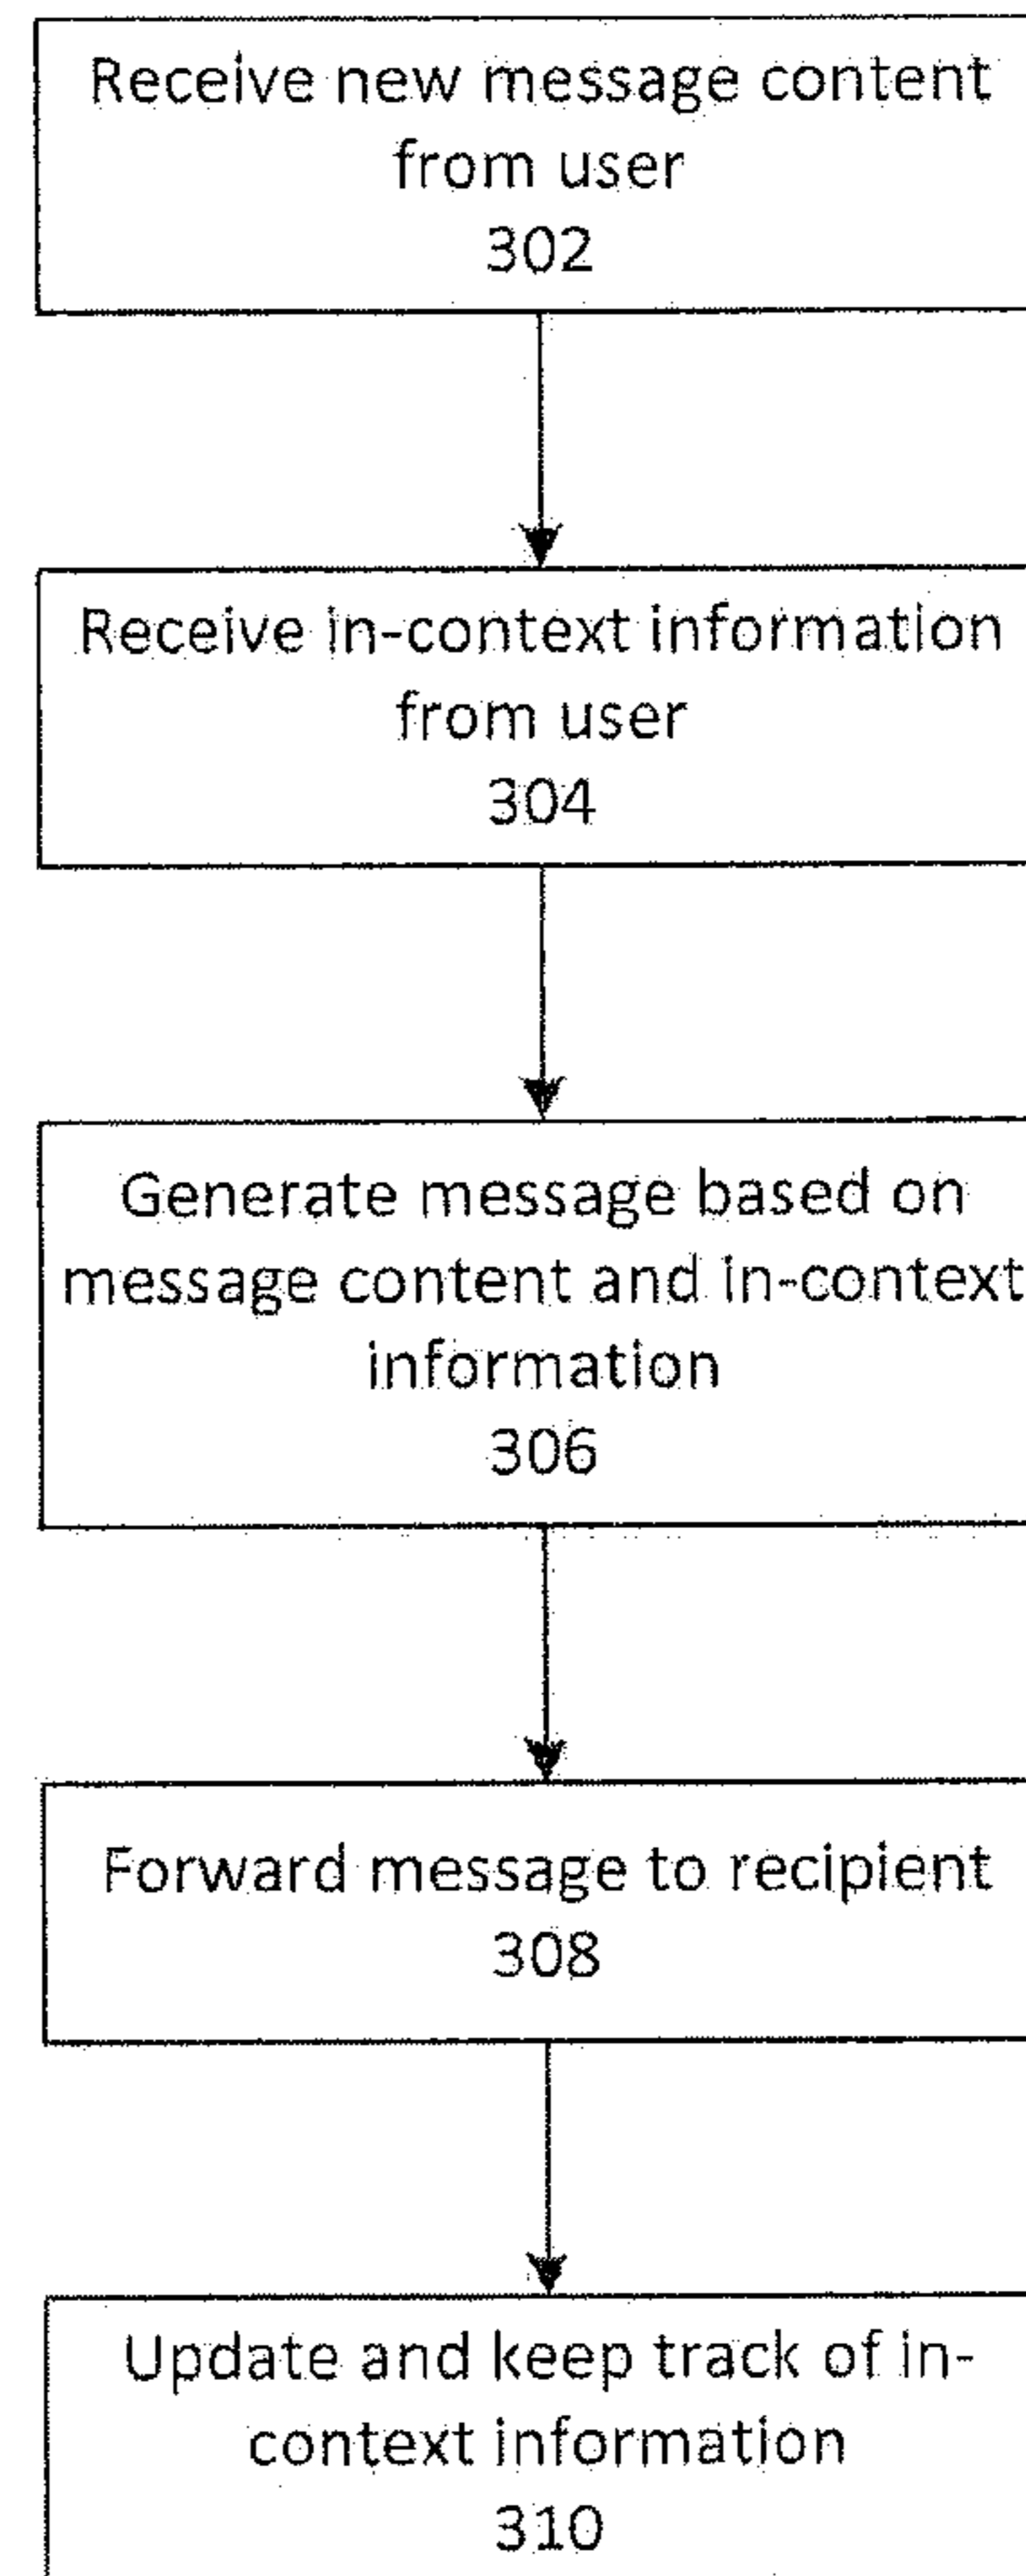 Receive new message content
from user
302
Receive in-context information
from user
304
Generate message based on
message content and in-context
information
306
Forward message to recipient
308
Update and keep track of in-
context information
310